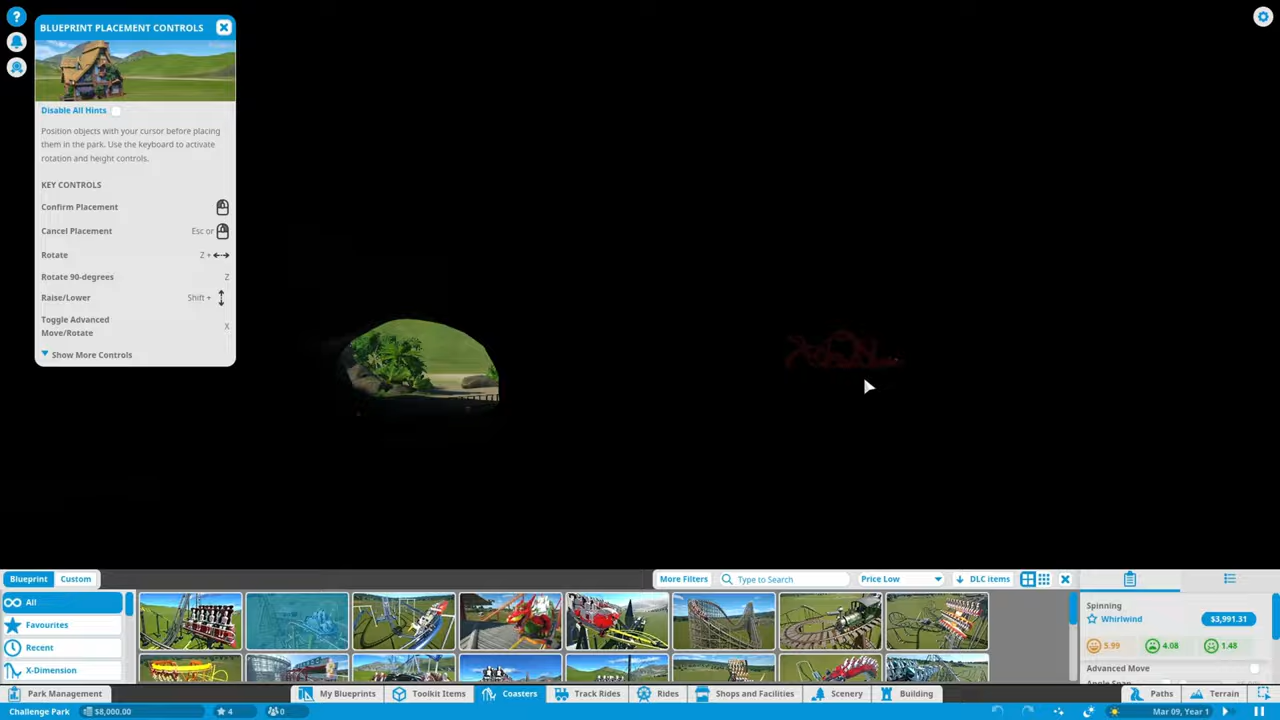 BLUEPRINT PLACEMENT CONTROLS
Disable All Hints
Position objects with your cursor before placing
them in the park. Use the keyboard to activate
rotation and height controls.
KEY CONTROLS
Confirm Placement
Cancel Placement Esc or
Rotate Z +
Rotate 90-degrees Z
Raise/Lower Shift +
Toggle Advanced
Move/Rotate X
Show More Controls
Blueprint Custom More Filters Type to Search Price Low DLC items
All
Favourites
Recent
X-Dimension
Spinning
Whirlwind $3,991.31
5.99 4.08 1.48
Advanced Move
Park Management My Blueprints Toolkit Items Coasters Track Rides Rides Shops and Facilities Scenery Building Paths Terrain
Challenge Park $8,000.00 4 0 Mar 09, Year 1